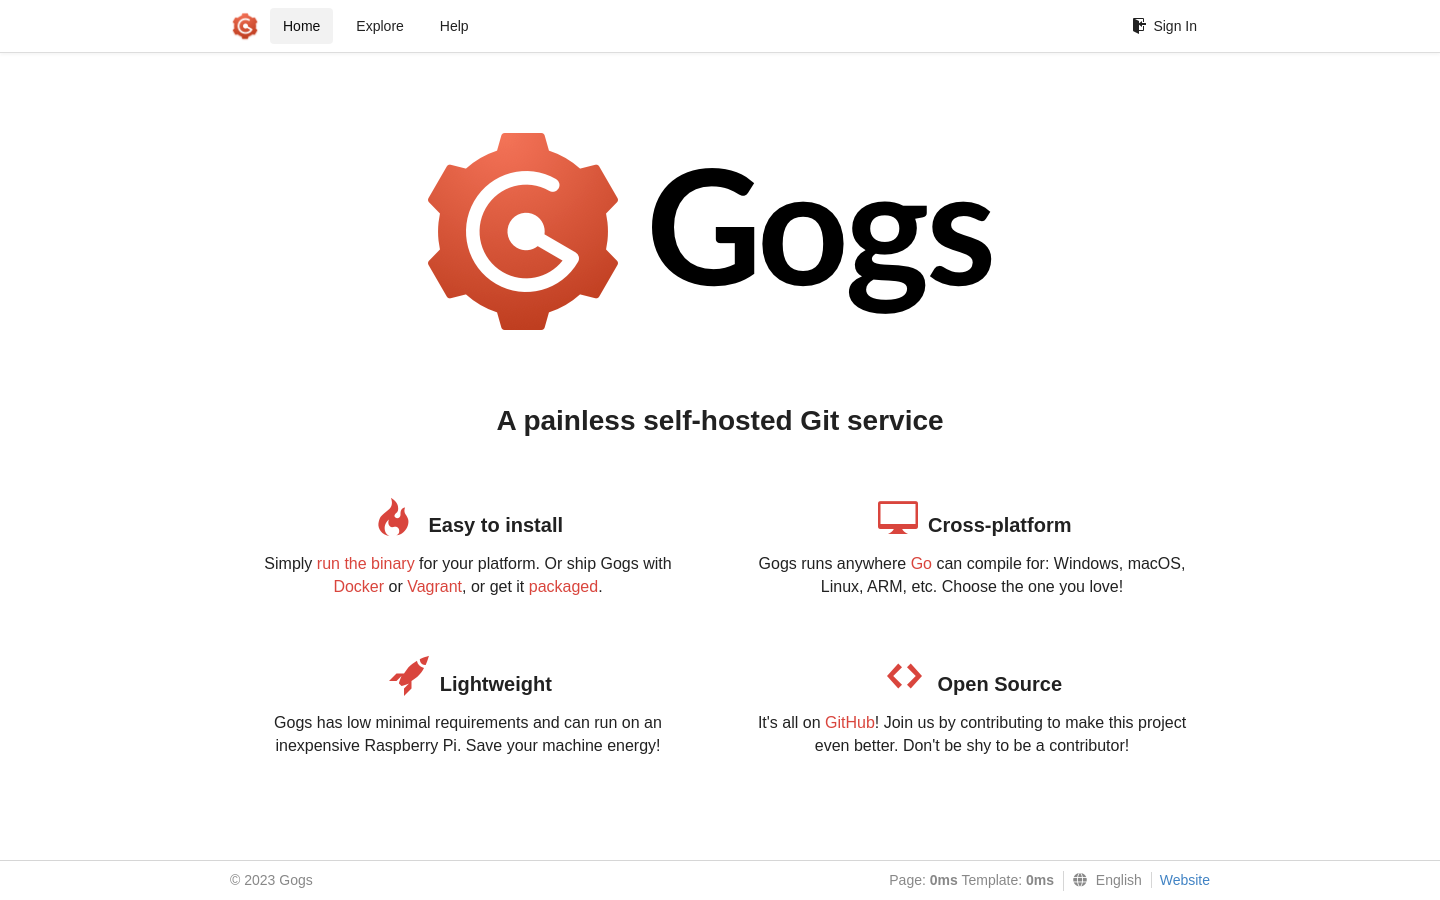 Home Explore Help Sign In
Gogs
A painless self-hosted Git service
Easy to install
Simply run the binary for your platform. Or ship Gogs with
Docker or Vagrant, or get it packaged.
Cross-platform
Gogs runs anywhere Go can compile for: Windows, macOS,
Linux, ARM, etc. Choose the one you love!
Lightweight
Gogs has low minimal requirements and can run on an
inexpensive Raspberry Pi. Save your machine energy!
Open Source
It's all on GitHub! Join us by contributing to make this project
even better. Don't be shy to be a contributor!
© 2023 Gogs Page: 0ms Template: 0ms English Website